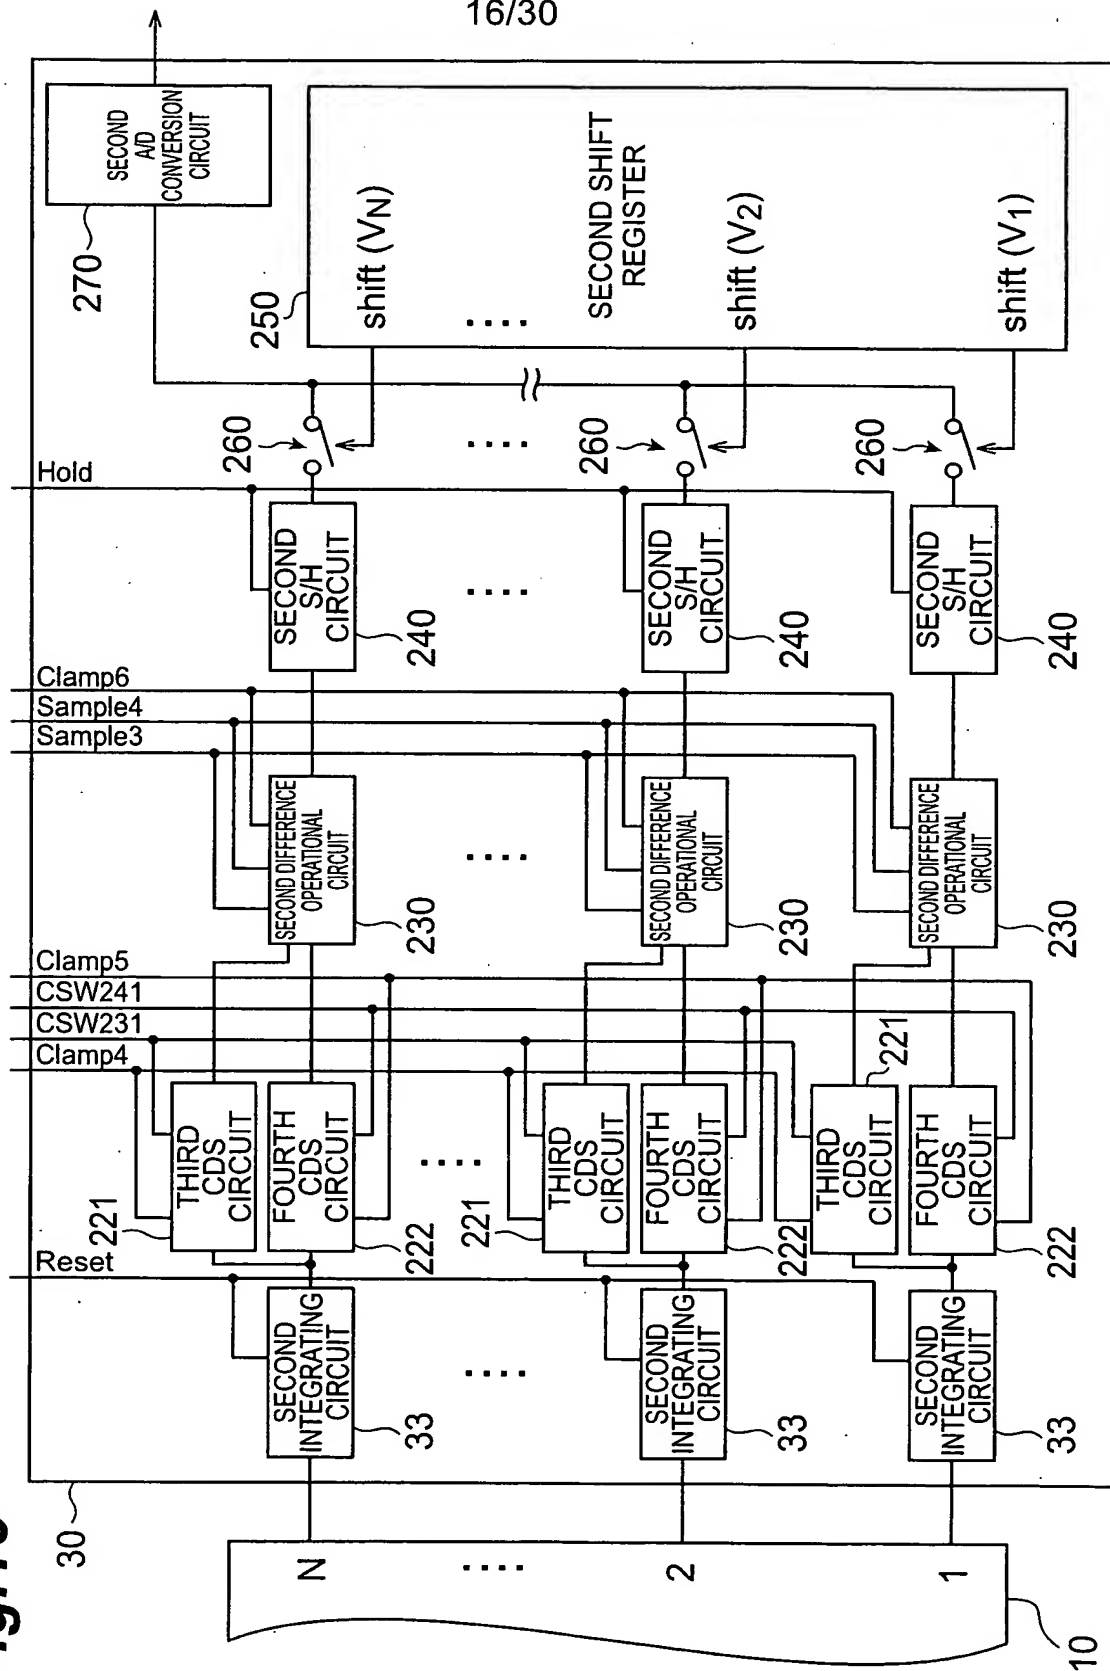 16/30
30
10
N
2
1
....
SECOND
INTEGRATING
CIRCUIT
33
SECOND
INTEGRATING
CIRCUIT
33
SECOND
INTEGRATING
CIRCUIT
33
....
Reset
Clamp4
CSW231
CSW241
Clamp5
THIRD
CDS
CIRCUIT
221
FOURTH
CDS
CIRCUIT
222
....
THIRD
CDS
CIRCUIT
221
FOURTH
CDS
CIRCUIT
222
THIRD
CDS
CIRCUIT
221
FOURTH
CDS
CIRCUIT
222
Sample3
Sample4
Clamp6
SECOND DIFFERENCE
OPERATIONAL
CIRCUIT
230
....
SECOND DIFFERENCE
OPERATIONAL
CIRCUIT
230
SECOND DIFFERENCE
OPERATIONAL
CIRCUIT
230
Hold
SECOND
S/H
CIRCUIT
240
....
SECOND
S/H
CIRCUIT
240
SECOND
S/H
CIRCUIT
240
260
....
260
260
250
shift (VN)
....
SECOND SHIFT
REGISTER
shift (V2)
shift (V1)
270
SECOND
A/D
CONVERSION
CIRCUIT